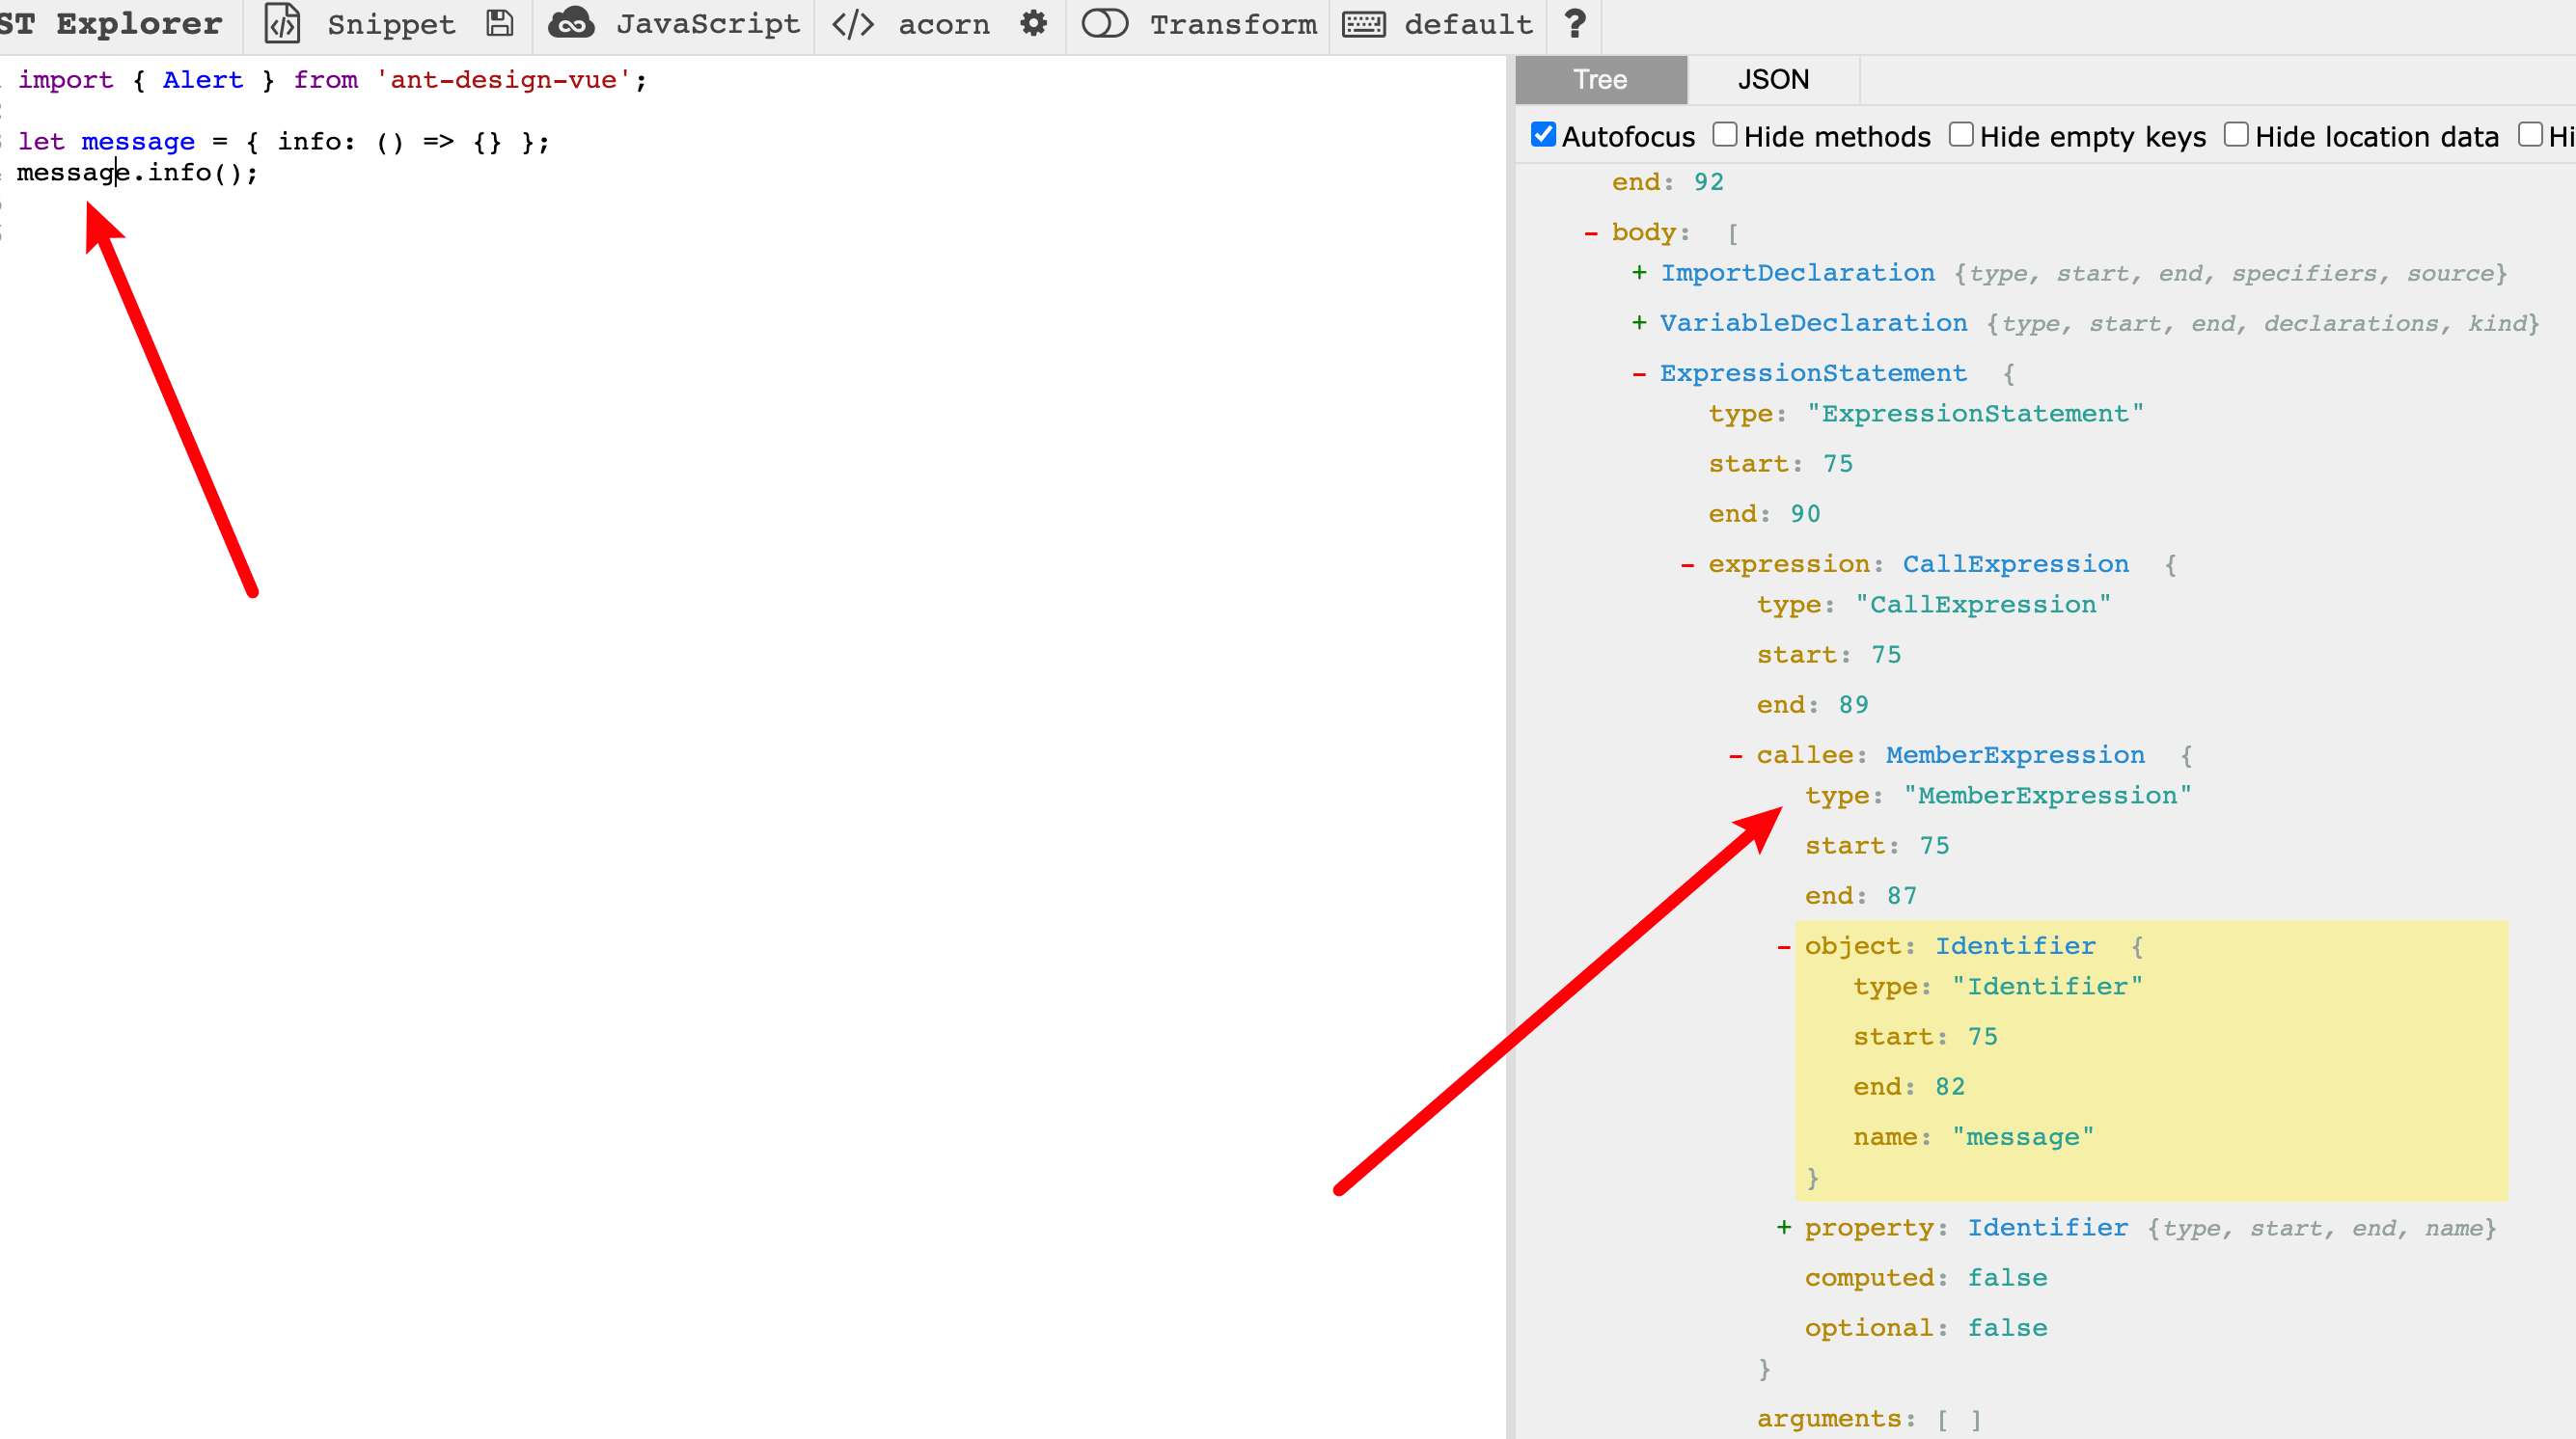 ST Explorer Snippet JavaScript </> acorn Transform default ?
import { Alert } from 'ant-design-vue';
let message = { info: () => {} };
message.info();
Tree JSON
Autofocus Hide methods Hide empty keys Hide location data Hi
end: 92
- body: [
+ ImportDeclaration {type, start, end, specifiers, source}
+ VariableDeclaration {type, start, end, declarations, kind}
- ExpressionStatement {
type: "ExpressionStatement"
start: 75
end: 90
- expression: CallExpression {
type: "CallExpression"
start: 75
end: 89
- callee: MemberExpression {
type: "MemberExpression"
start: 75
end: 87
- object: Identifier {
type: "Identifier"
start: 75
end: 82
name: "message"
}
+ property: Identifier {type, start, end, name}
computed: false
optional: false
}
arguments: [ ]